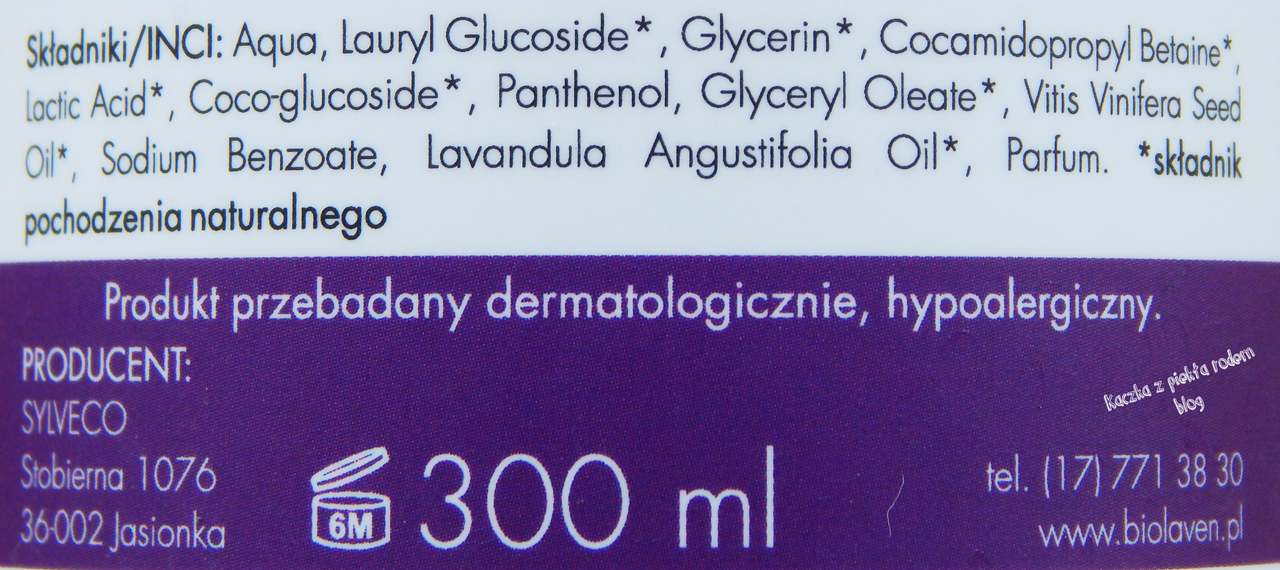 Składniki/INCI: Aqua, Lauryl Glucoside*, Glycerin*, Cocamidopropyl Betaine*,
Lactic Acid*, Coco-glucoside*, Panthenol, Glyceryl Oleate*, Vitis Vinifera Seed
Oil*, Sodium Benzoate, Lavandula Angustifolia Oil*, Parfum. *składnik
pochodzenia naturalnego
Produkt przebadany dermatologicznie, hypoalergiczny.
PRODUCENT:
SYLVECO
Stobierna 1076
36-002 Jasionka
6M
300 ml
Kaczka z piekła rodem
blog
tel. (17) 771 38 30
www.biolaven.pl